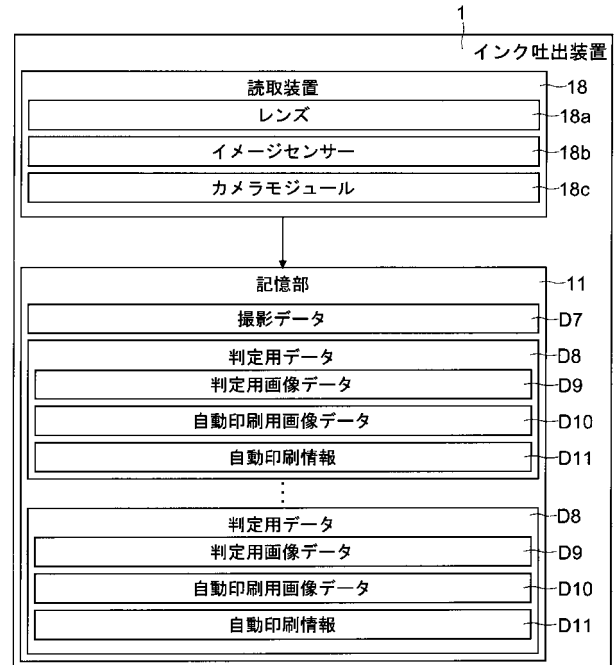 1
インク吐出装置
読取装置 18
レンズ 18a
イメージセンサー 18b
カメラモジュール 18c
記憶部 11
撮影データ D7
判定用データ D8
判定用画像データ D9
自動印刷用画像データ D10
自動印刷情報 D11
⋮
判定用データ D8
判定用画像データ D9
自動印刷用画像データ D10
自動印刷情報 D11